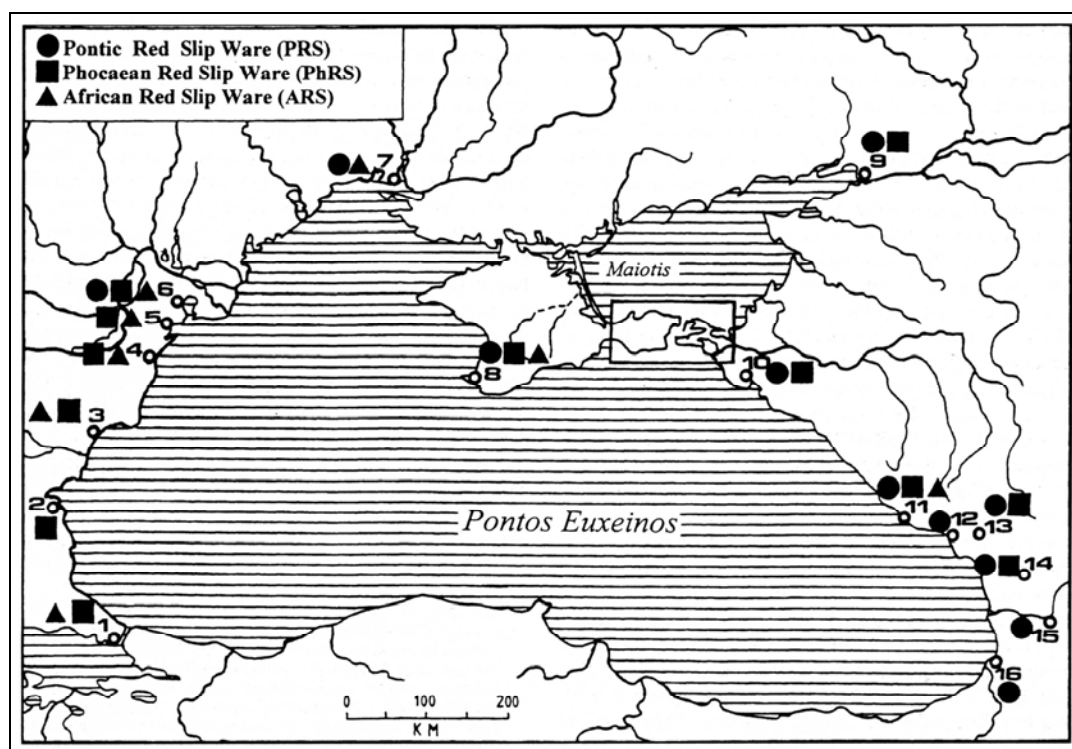 Pontic Red Slip Ware (PRS)
Phocaean Red Slip Ware (PhRS)
African Red Slip Ware (ARS)
7
9
Maiotis
6
5
4
8
10
3
2
Pontos Euxeinos
11
12
13
14
15
16
1
0 100 200
KM